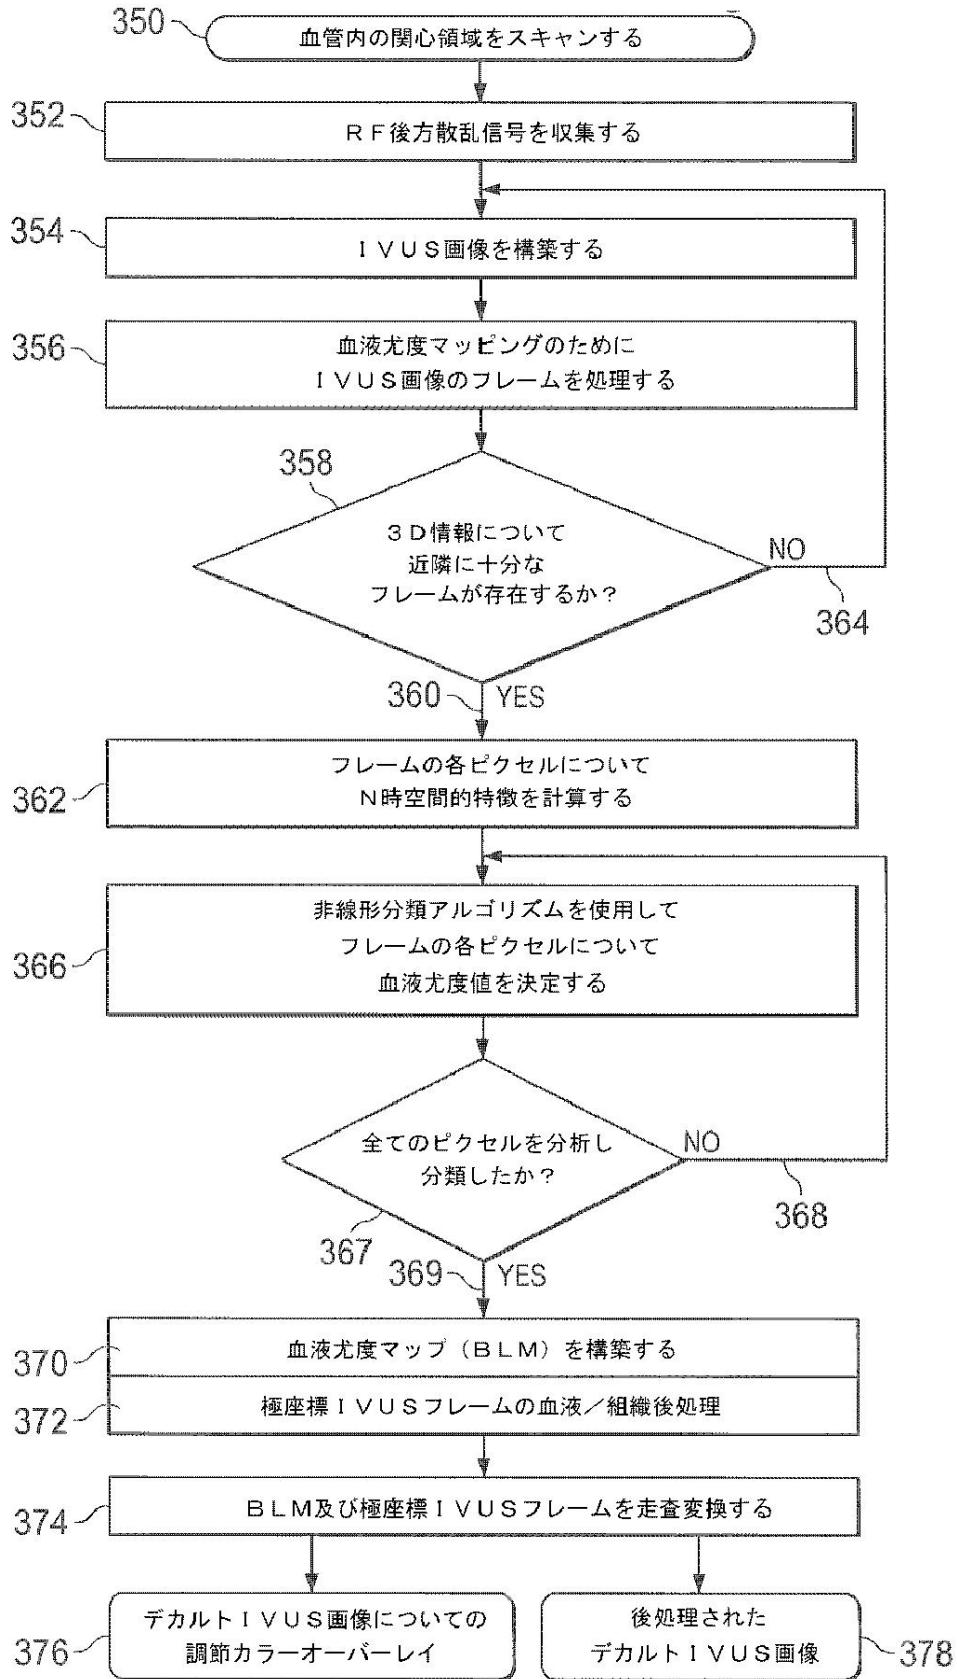 350
血管内の関心領域をスキャンする
352
RF後方散乱信号を収集する
354
IVUS画像を構築する
356
血液尤度マッピングのために
IVUS画像のフレームを処理する
358
3D情報について
近隣に十分な
フレームが存在するか?
NO
364
360
YES
362
フレームの各ピクセルについて
N時空間的特徴を計算する
366
非線形分類アルゴリズムを使用して
フレームの各ピクセルについて
血液尤度値を決定する
全てのピクセルを分析し
分類したか?
NO
368
367
369
YES
370
血液尤度マップ(BLM)を構築する
372
極座標IVUSフレームの血液/組織後処理
374
BLM及び極座標IVUSフレームを走査変換する
376
デカルトIVUS画像についての
調節カラーオーバーレイ
後処理された
デカルトIVUS画像
378